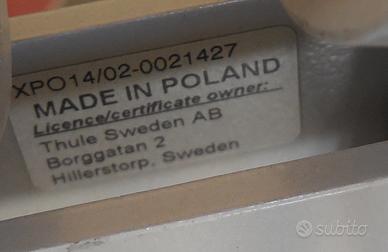 XPO14/02-0021427
MADE IN POLAND
Licence/certificate owner:
Thule Sweden AB
Borggatan 2
Hillerstorp, Sweden
subito